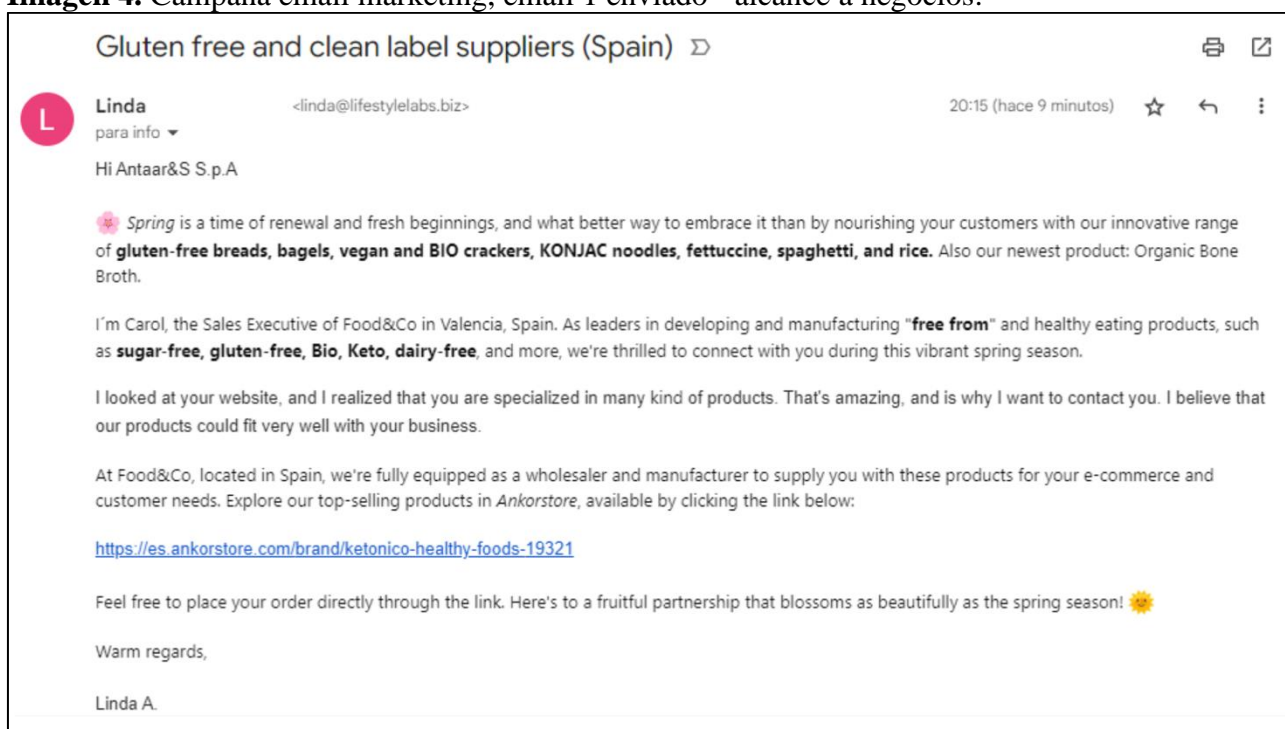 Imagen 4. Campaña email marketing, email 1 enviado - alcance a negocios.
Gluten free and clean label suppliers (Spain)
L
Linda <linda@lifestylelabs.biz> 20:15 (hace 9 minutos)
para info
Hi Antaar&S S.p.A
🌸 Spring is a time of renewal and fresh beginnings, and what better way to embrace it than by nourishing your customers with our innovative range
of gluten-free breads, bagels, vegan and BIO crackers, KONJAC noodles, fettuccine, spaghetti, and rice. Also our newest product: Organic Bone
Broth.
I´m Carol, the Sales Executive of Food&Co in Valencia, Spain. As leaders in developing and manufacturing "free from" and healthy eating products, such
as sugar-free, gluten-free, Bio, Keto, dairy-free, and more, we're thrilled to connect with you during this vibrant spring season.
I looked at your website, and I realized that you are specialized in many kind of products. That's amazing, and is why I want to contact you. I believe that
our products could fit very well with your business.
At Food&Co, located in Spain, we're fully equipped as a wholesaler and manufacturer to supply you with these products for your e-commerce and
customer needs. Explore our top-selling products in Ankorstore, available by clicking the link below:
https://es.ankorstore.com/brand/ketonico-healthy-foods-19321
Feel free to place your order directly through the link. Here's to a fruitful partnership that blossoms as beautifully as the spring season! 🌞
Warm regards,
Linda A.